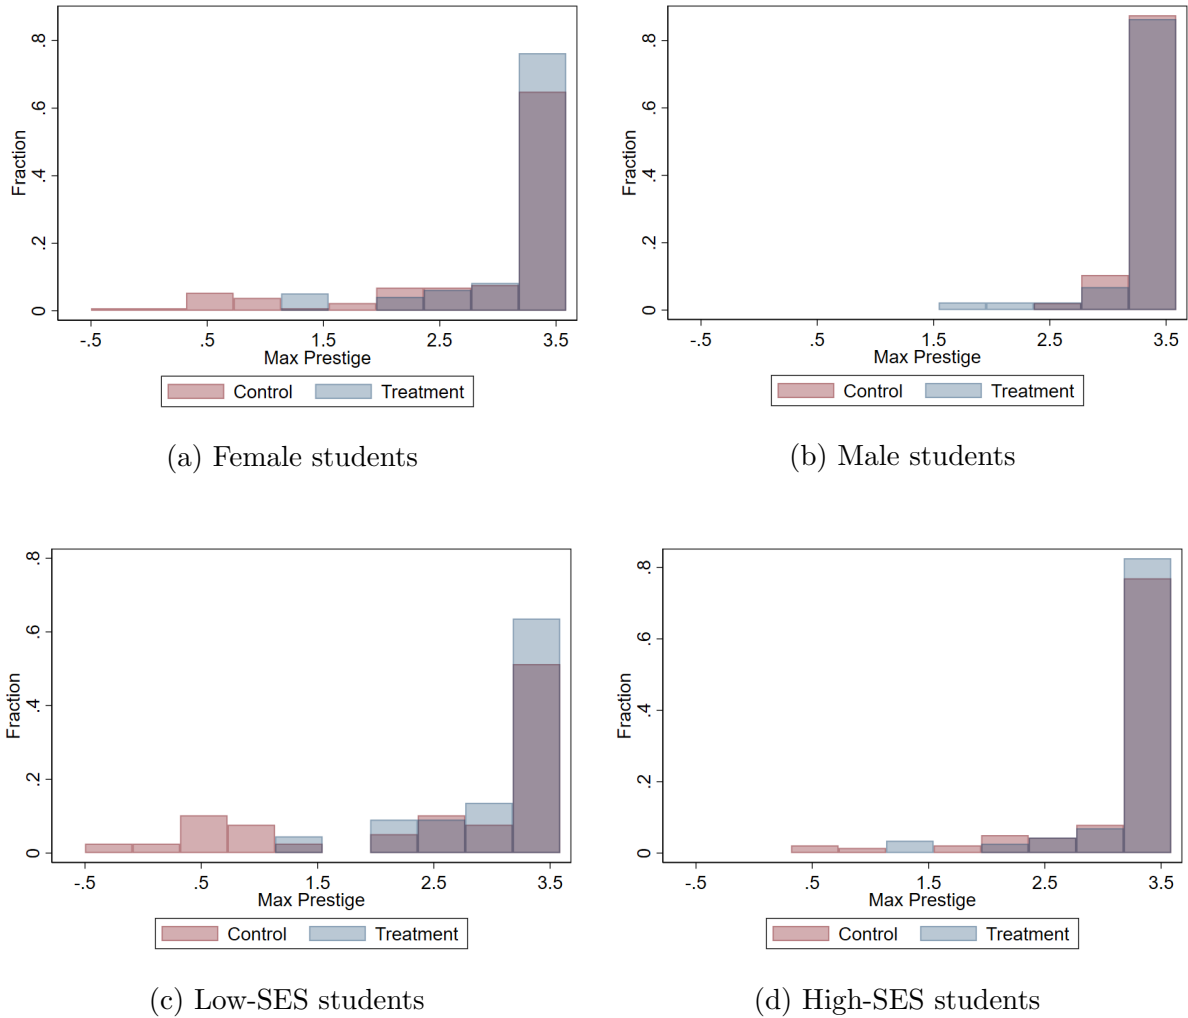 .8
.6
.4
.2
0
Fraction
-.5 .5 1.5 2.5 3.5
Max Prestige
Control Treatment
(a) Female students
.8
.6
.4
.2
0
Fraction
-.5 .5 1.5 2.5 3.5
Max Prestige
Control Treatment
(b) Male students
.8
.6
.4
.2
0
Fraction
-.5 .5 1.5 2.5 3.5
Max Prestige
Control Treatment
(c) Low-SES students
.8
.6
.4
.2
0
Fraction
-.5 .5 1.5 2.5 3.5
Max Prestige
Control Treatment
(d) High-SES students